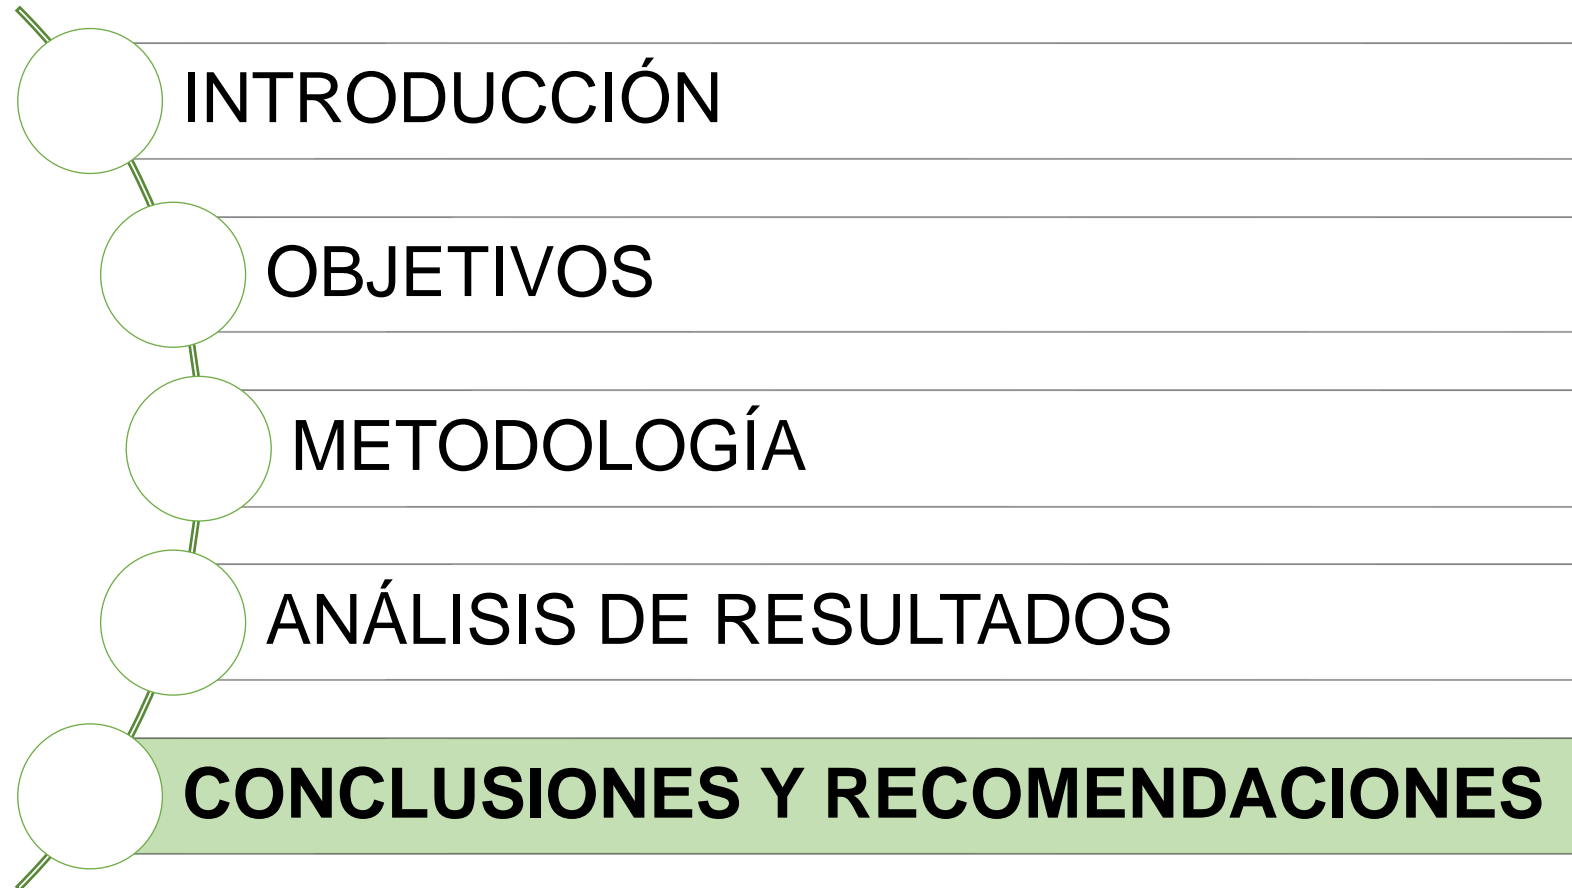 INTRODUCCIÓN
OBJETIVOS
METODOLOGÍA
ANÁLISIS DE RESULTADOS
CONCLUSIONES Y RECOMENDACIONES